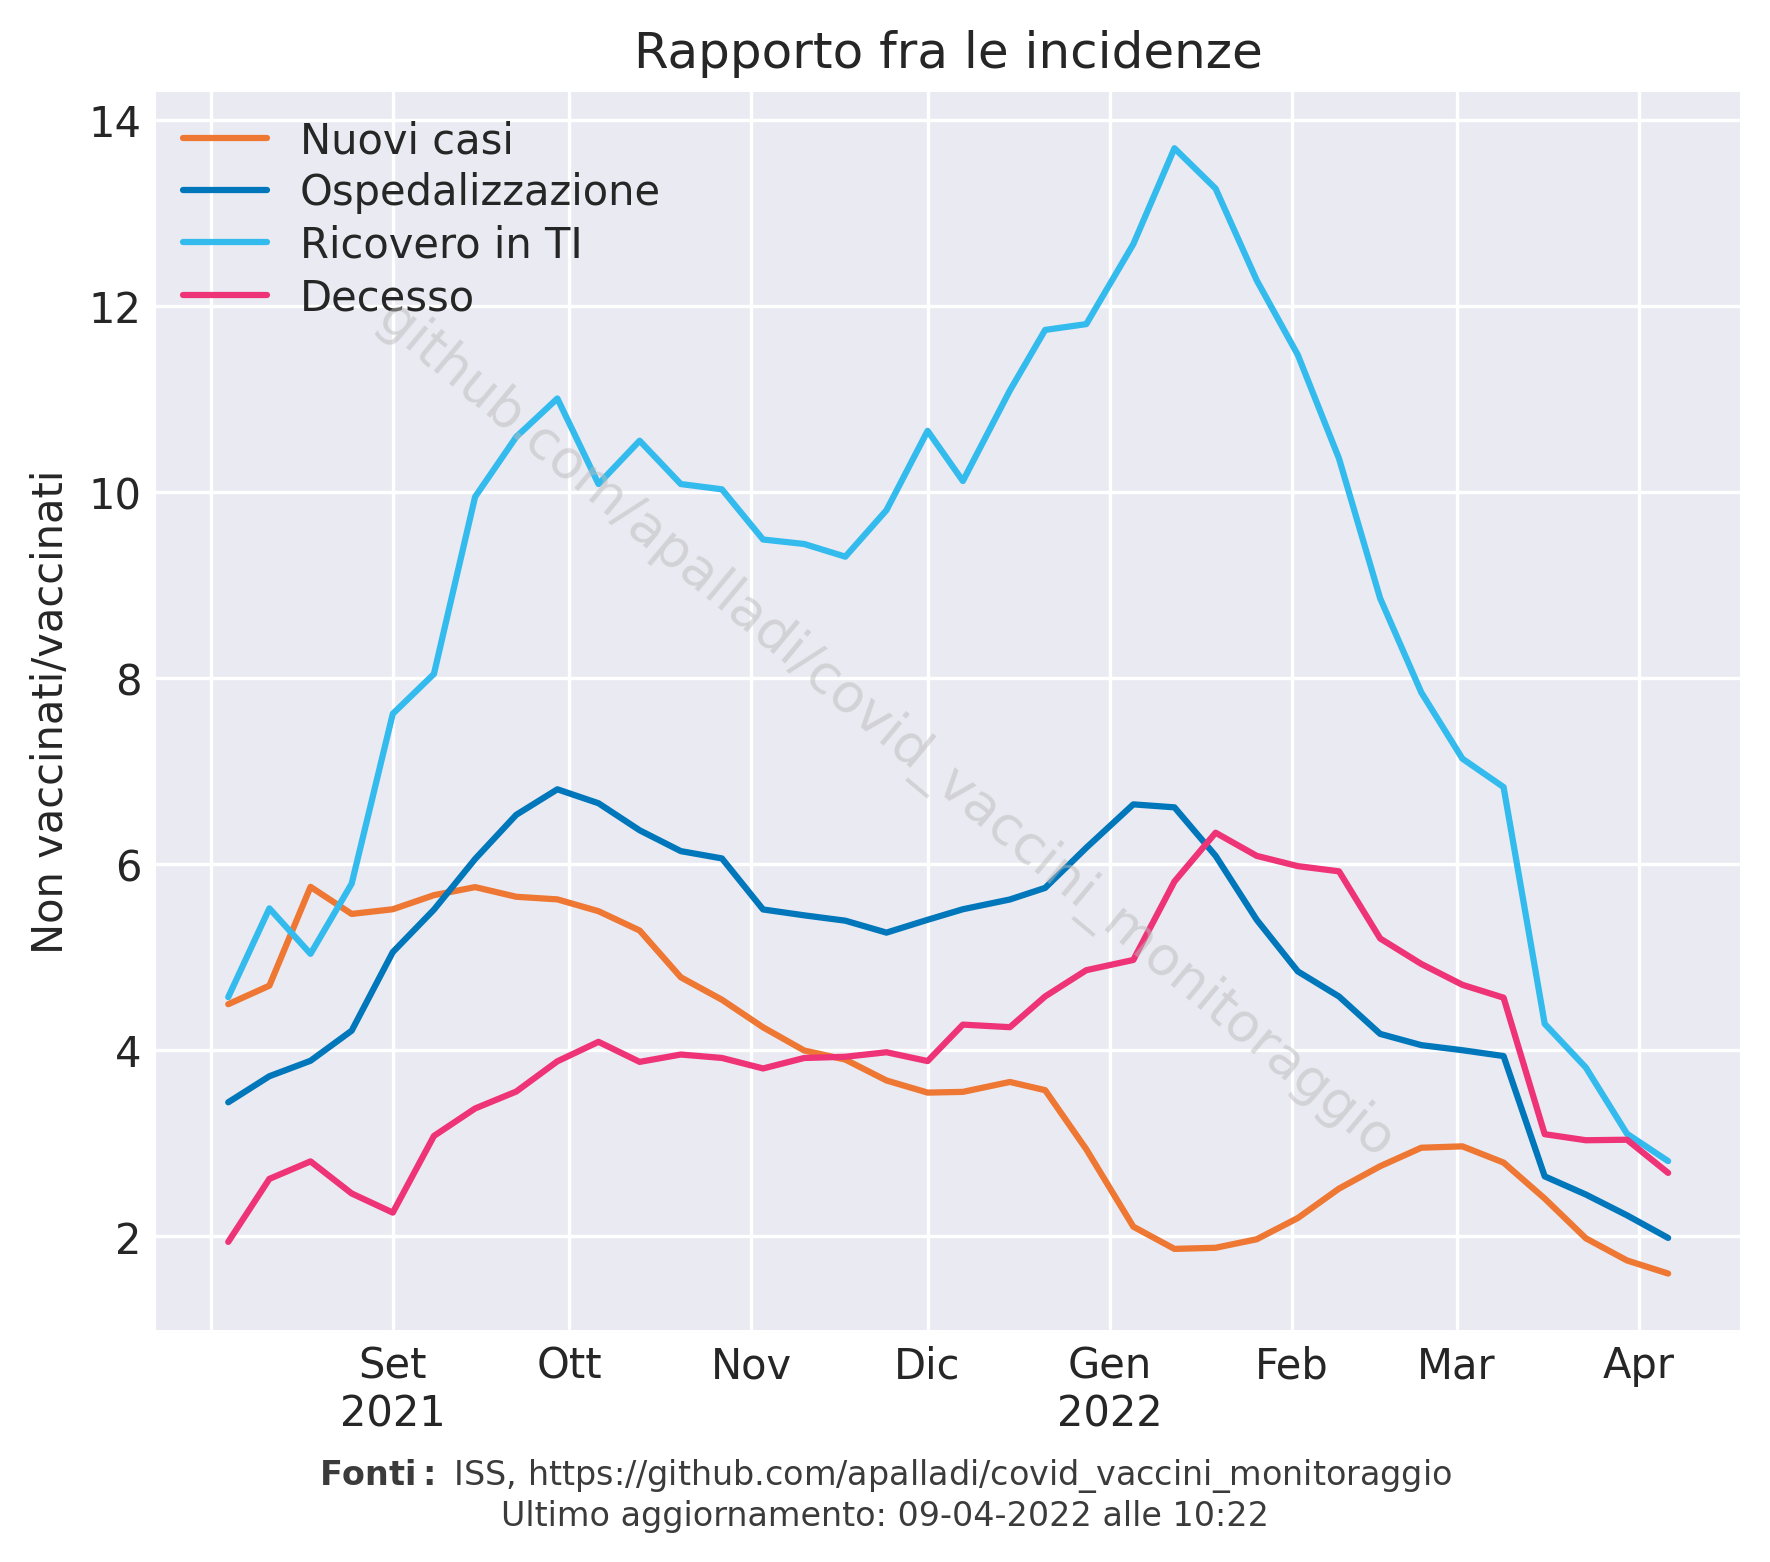 Rapporto fra le incidenze
14
12
10
8
6
4
2
Non vaccinati/vaccinati
Nuovi casi
Ospedalizzazione
Ricovero in TI
Decesso
github.com/apalladi/covid_vaccini_monitoraggio
Set Ott Nov Dic Gen Feb Mar Apr
2021 2022
Fonti: ISS, https://github.com/apalladi/covid_vaccini_monitoraggio
Ultimo aggiornamento: 09-04-2022 alle 10:22